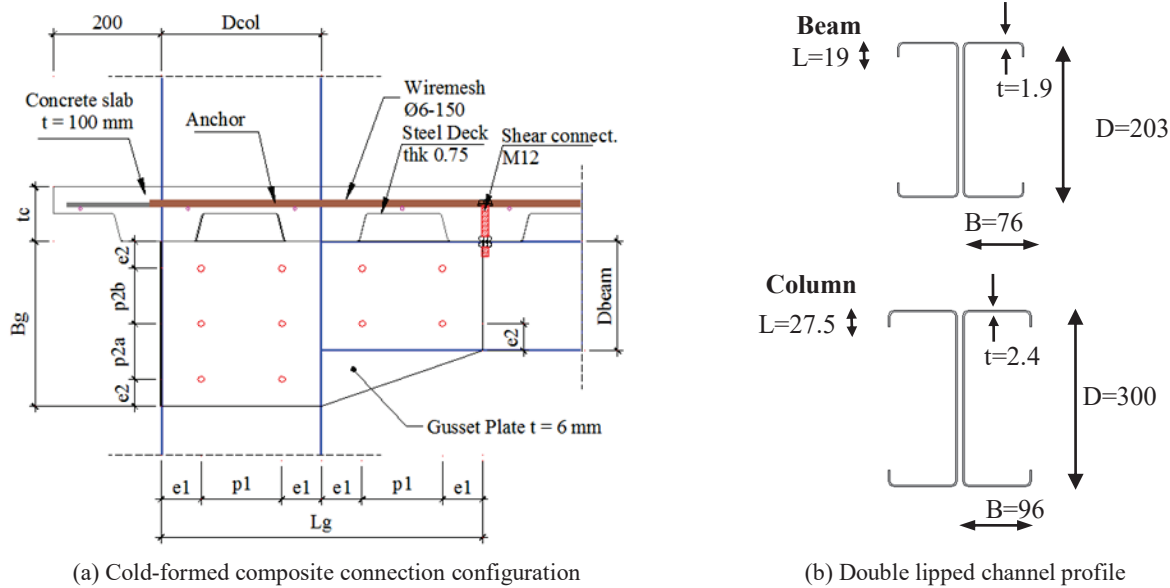 200
Dcol
Concrete slab
t = 100 mm
Anchor
Wiremesh
Ø6-150
Steel Deck
thk 0.75
Shear connect.
M12
tc
e2
p2b
p2a
e2
Bg
Dbeam
e2
Gusset Plate t = 6 mm
e1
p1
e1
e1
p1
e1
Lg
(a) Cold-formed composite connection configuration
Beam
L=19
t=1.9
D=203
B=76
Column
L=27.5
t=2.4
D=300
B=96
(b) Double lipped channel profile